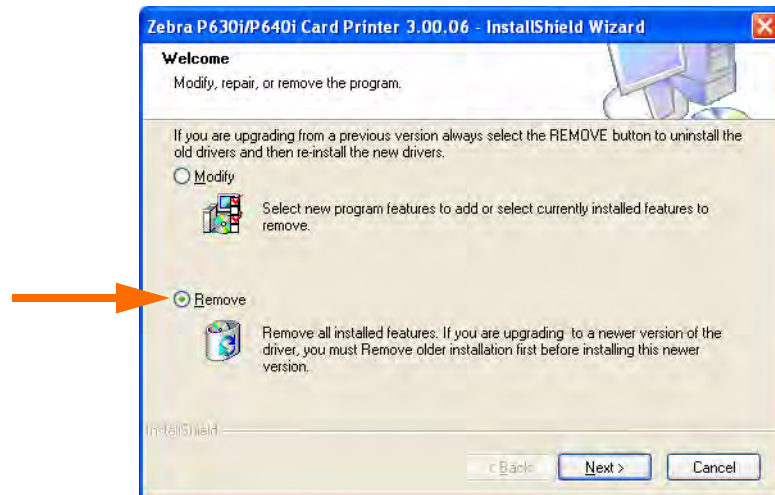 Zebra P630i/P640i Card Printer 3.00.06 - InstallShield Wizard
Welcome
Modify, repair, or remove the program.
If you are upgrading from a previous version always select the REMOVE button to uninstall the
old drivers and then re-install the new drivers.
Modify
Select new program features to add or select currently installed features to
remove.
Remove
Remove all installed features. If you are upgrading to a newer version of the
driver, you must Remove older installation first before installing this newer
version.
InstallShield
< Back Next > Cancel